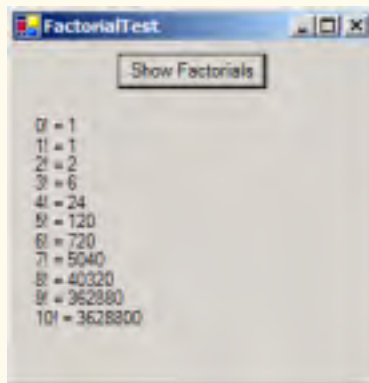 FactorialTest
Show Factorials
0! = 1
1! = 1
2! = 2
3! = 6
4! = 24
5! = 120
6! = 720
7! = 5040
8! = 40320
9! = 362880
10! = 3628800